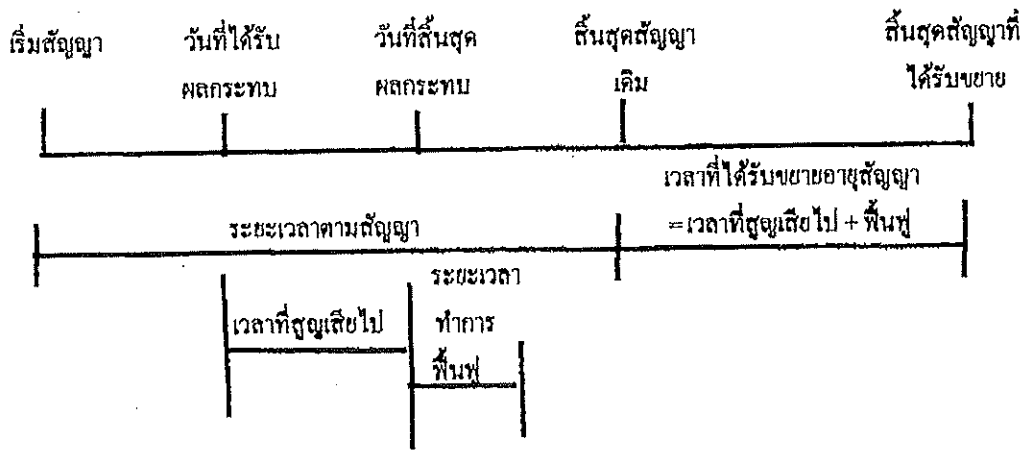 เริ่มสัญญา
วันที่ได้รับ
ผลกระทบ
วันที่สิ้นสุด
ผลกระทบ
สิ้นสุดสัญญา
เดิม
สิ้นสุดสัญญาที่
ได้รับขยาย
เวลาที่ได้รับขยายอายุสัญญา
=เวลาที่สูญเสียไป + ฟื้นฟู
ระยะเวลาตามสัญญา
เวลาที่สูญเสียไป
ระยะเวลา
ทำการ
ฟื้นฟู